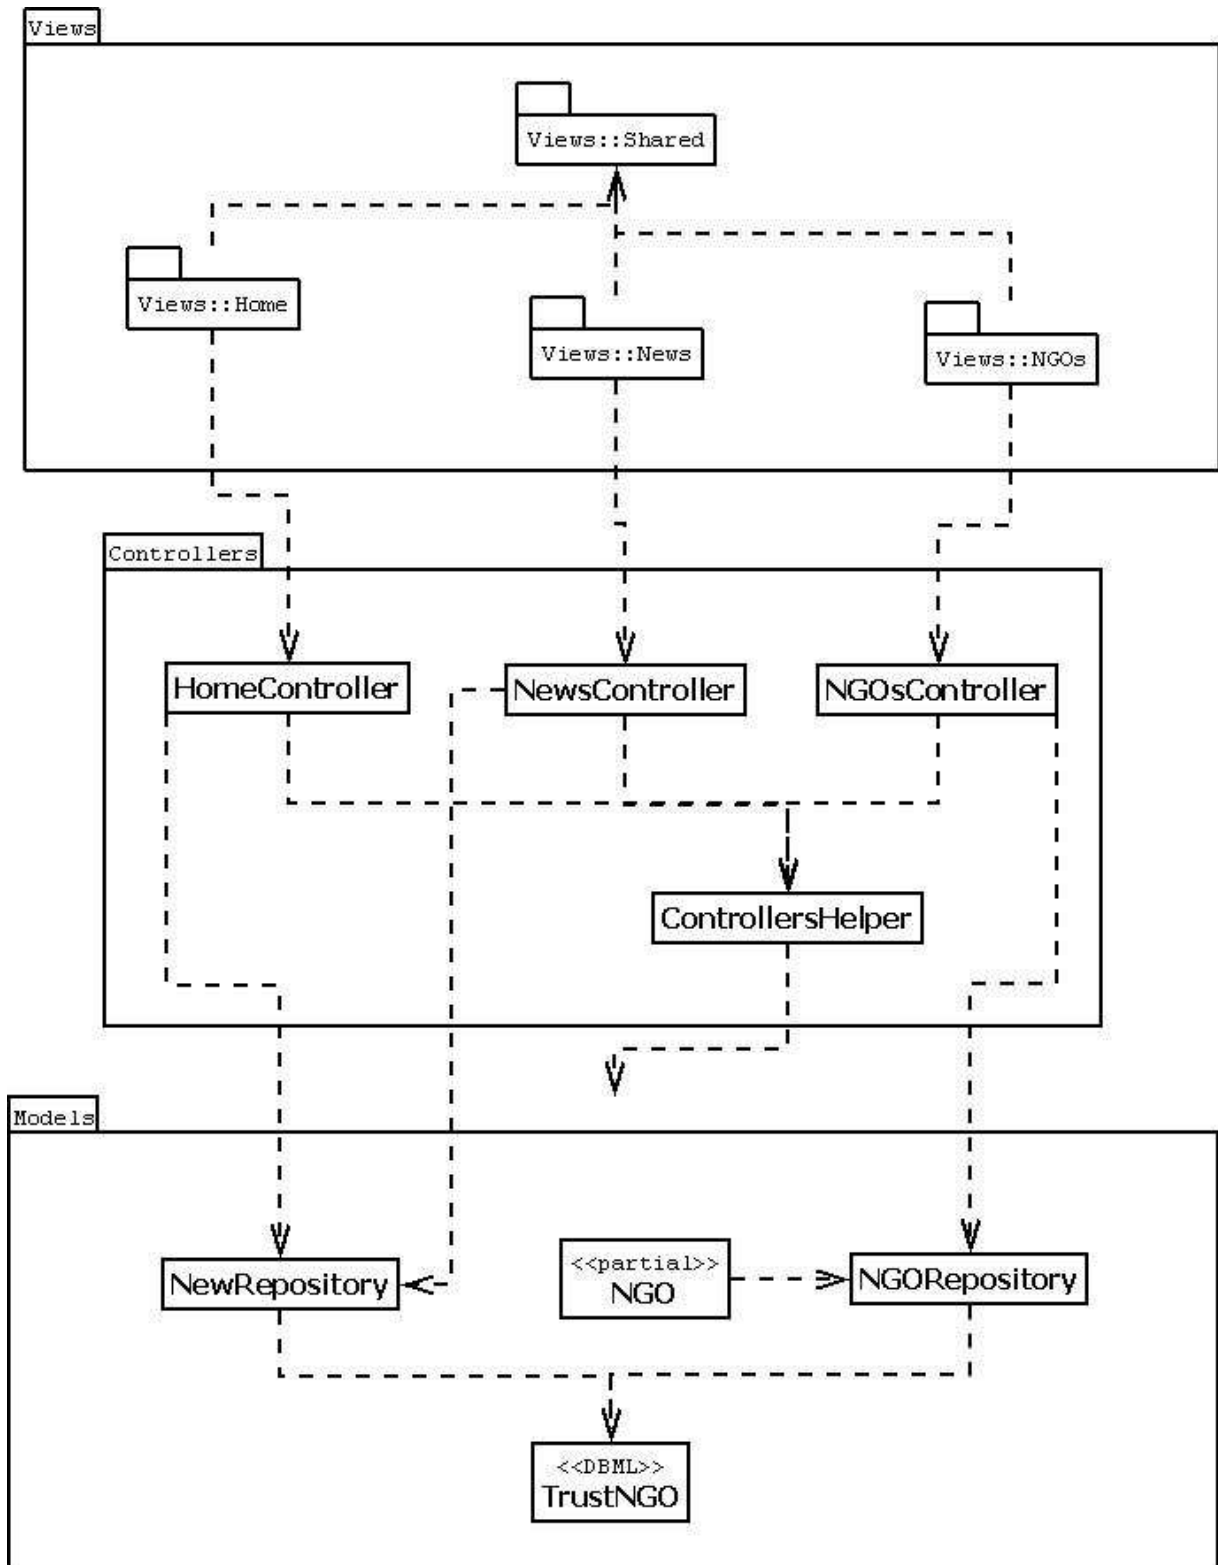 Views
Views::Shared
Views::Home
Views::News
Views::NGOs
Controllers
HomeController
NewsController
NGOsController
ControllersHelper
Models
NewRepository
<<partial>>
NGO
NGORepository
<<DBML>>
TrustNGO